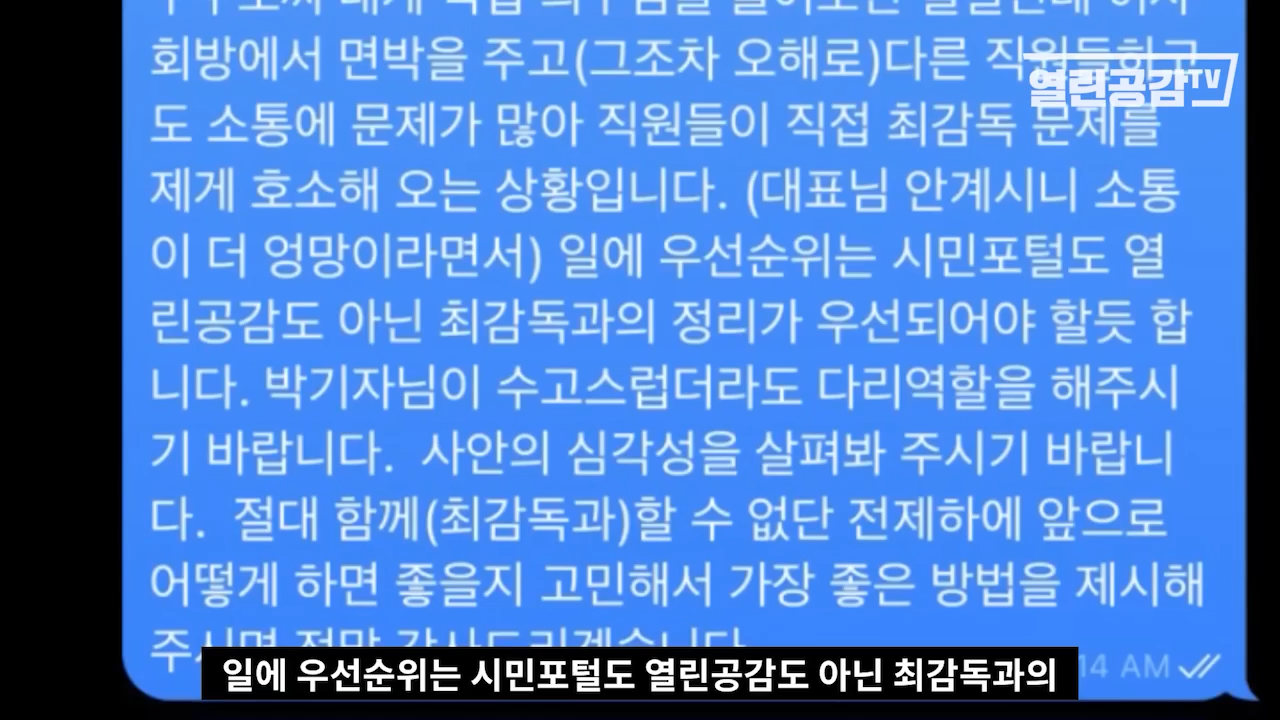 회방에서 면박을 주고(그조차 오해로)다른 직원들하고
열린공감TV
도 소통에 문제가 많아 직원들이 직접 최감독 문제를
제게 호소해 오는 상황입니다. (대표님 안계시니 소통
이 더 엉망이라면서) 일에 우선순위는 시민포털도 열
린공감도 아닌 최감독과의 정리가 우선되어야 할듯 합
니다. 박기자님이 수고스럽더라도 다리역할을 해주시
기 바랍니다. 사안의 심각성을 살펴봐 주시기 바랍니
다. 절대 함께(최감독과)할 수 없단 전제하에 앞으로
어떻게 하면 좋을지 고민해서 가장 좋은 방법을 제시해
14 AM
일에 우선순위는 시민포털도 열린공감도 아닌 최감독과의